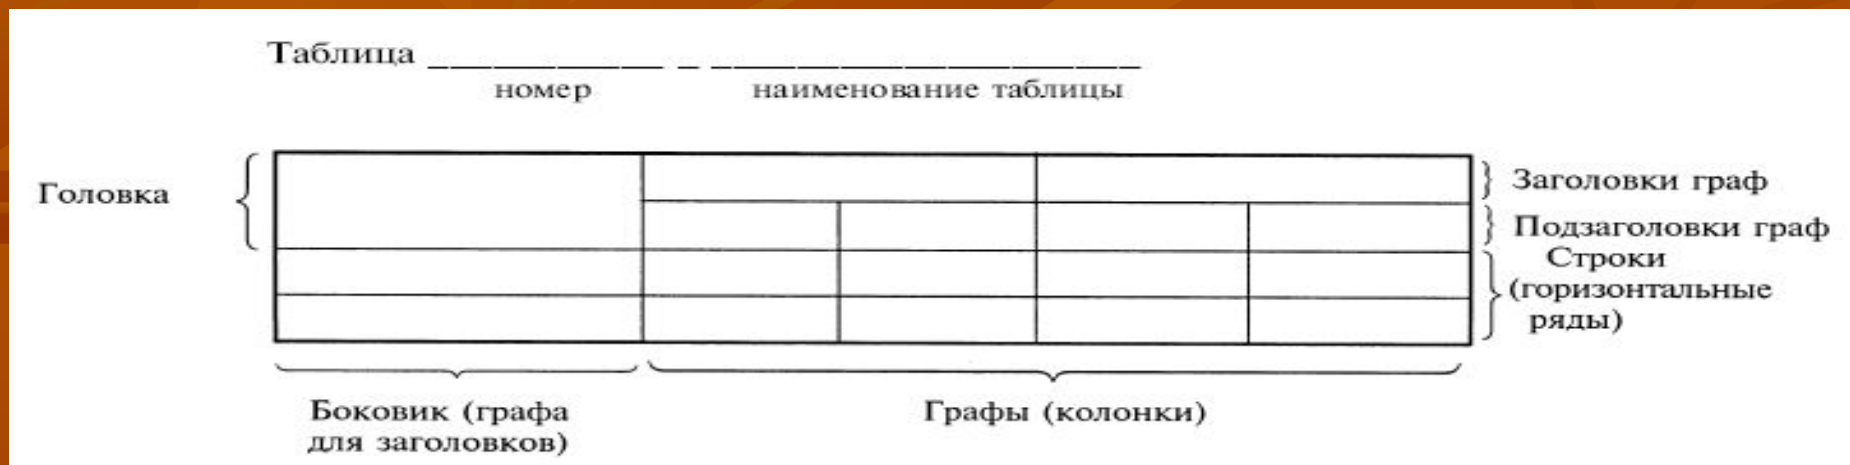 Таблица ___________ _ ____________________
номер наименование таблицы
Головка
Заголовки граф
Подзаголовки граф
Строки
(горизонтальные
ряды)
Боковик (графа
для заголовков)
Графы (колонки)